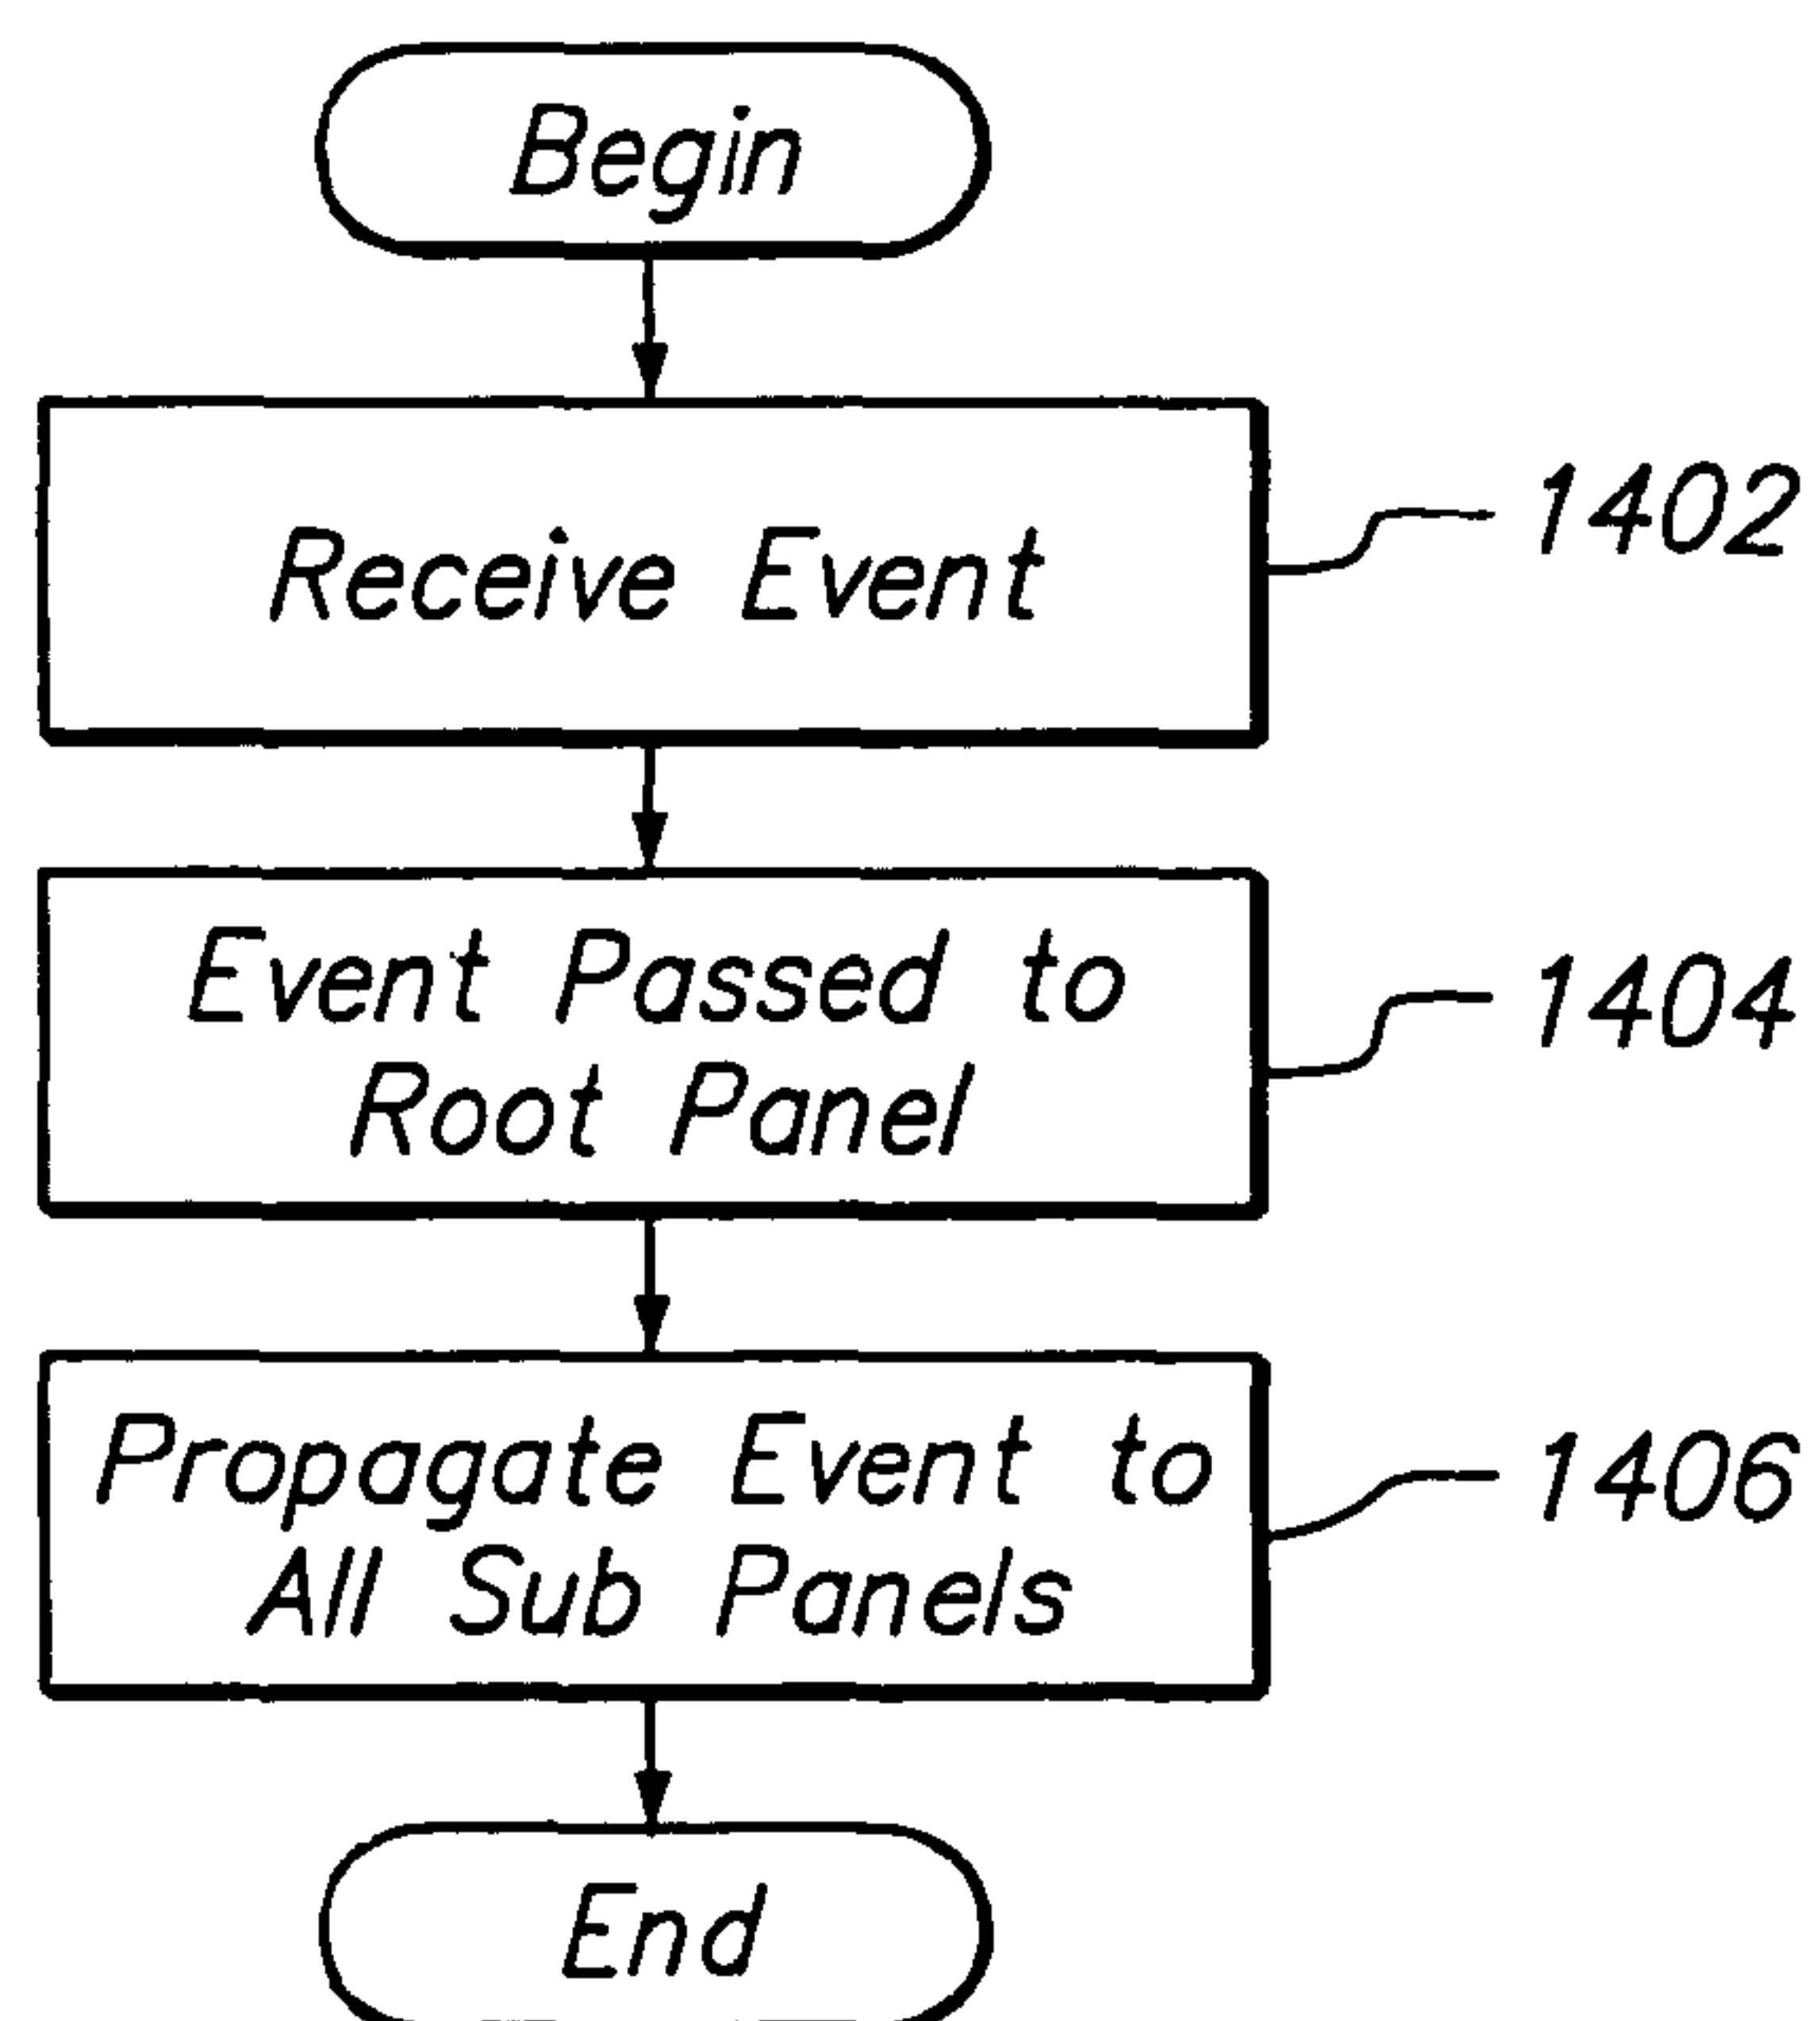 Begin
Receive Event
1402
Event Passed to
Root Panel
1404
Propagate Event to
All Sub Panels
1406
End